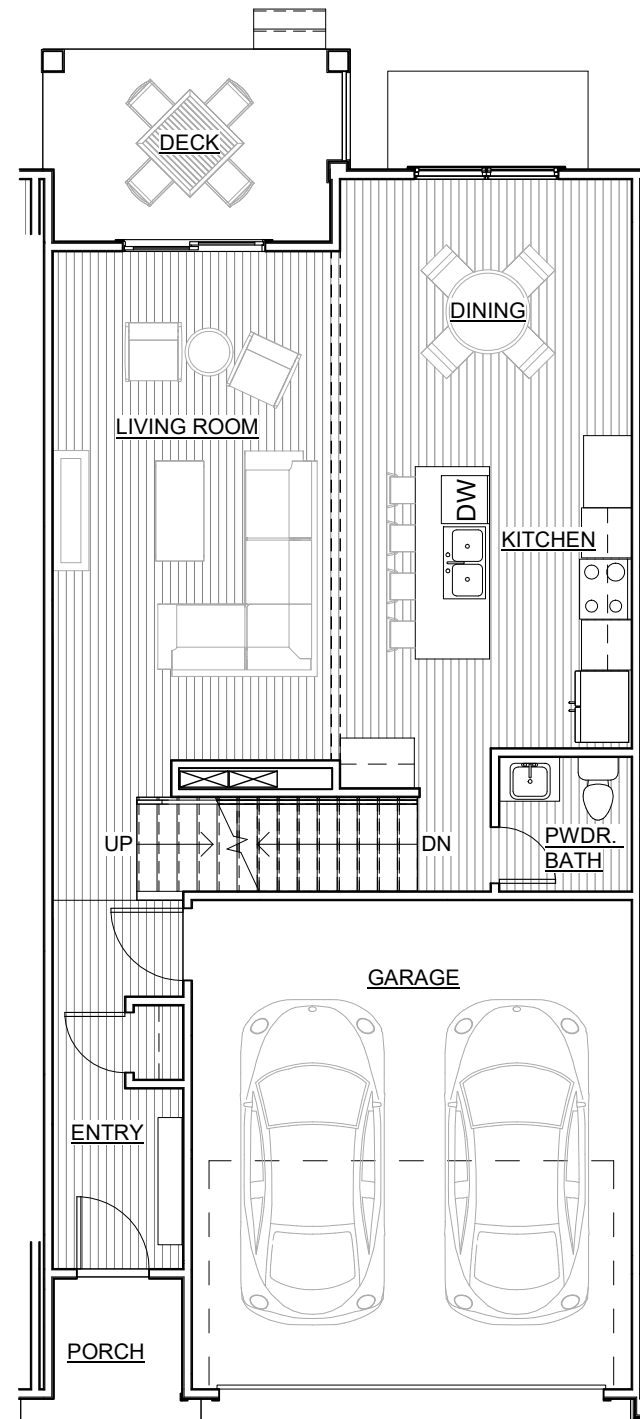 DECK
DINING
LIVING ROOM
DW
KITCHEN
UP
DN
PWDR.
BATH
GARAGE
ENTRY
PORCH